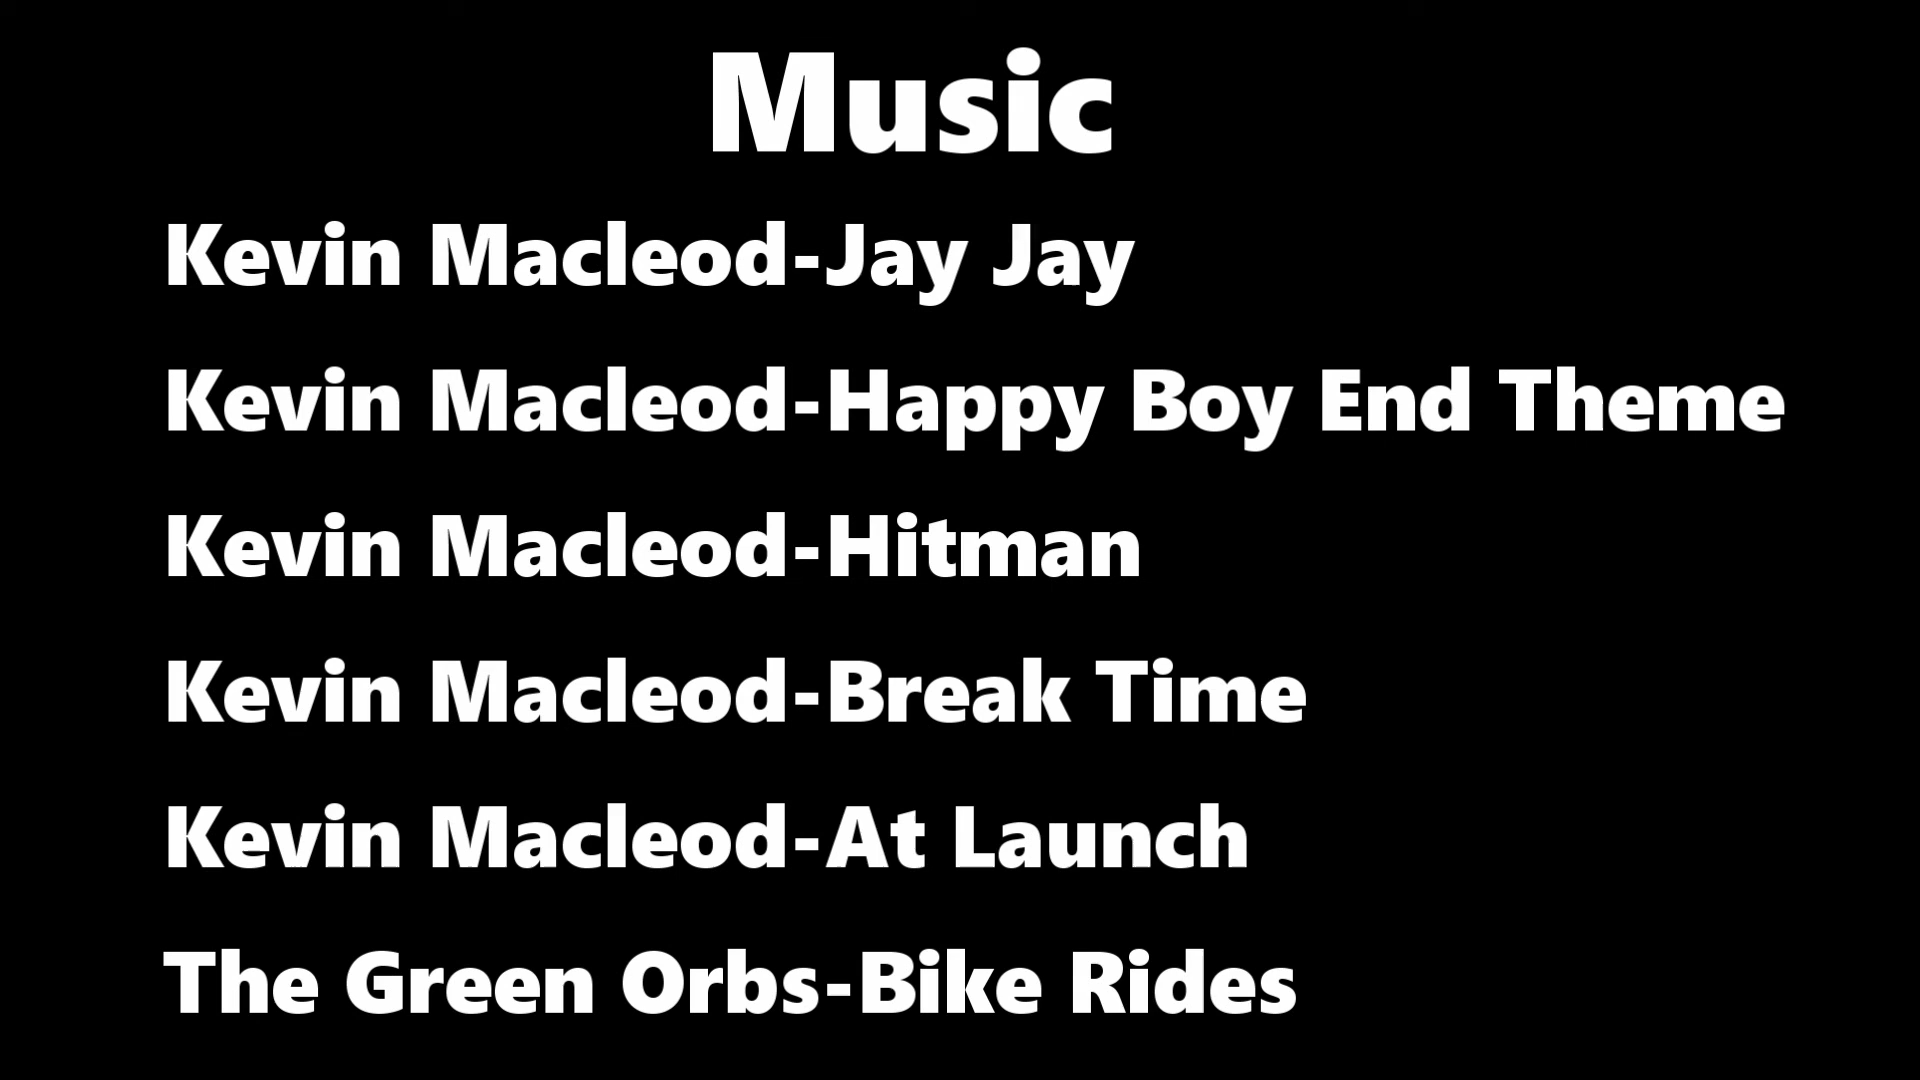 Music
Kevin Macleod-Jay Jay
Kevin Macleod-Happy Boy End Theme
Kevin Macleod-Hitman
Kevin Macleod-Break Time
Kevin Macleod-At Launch
The Green Orbs-Bike Rides